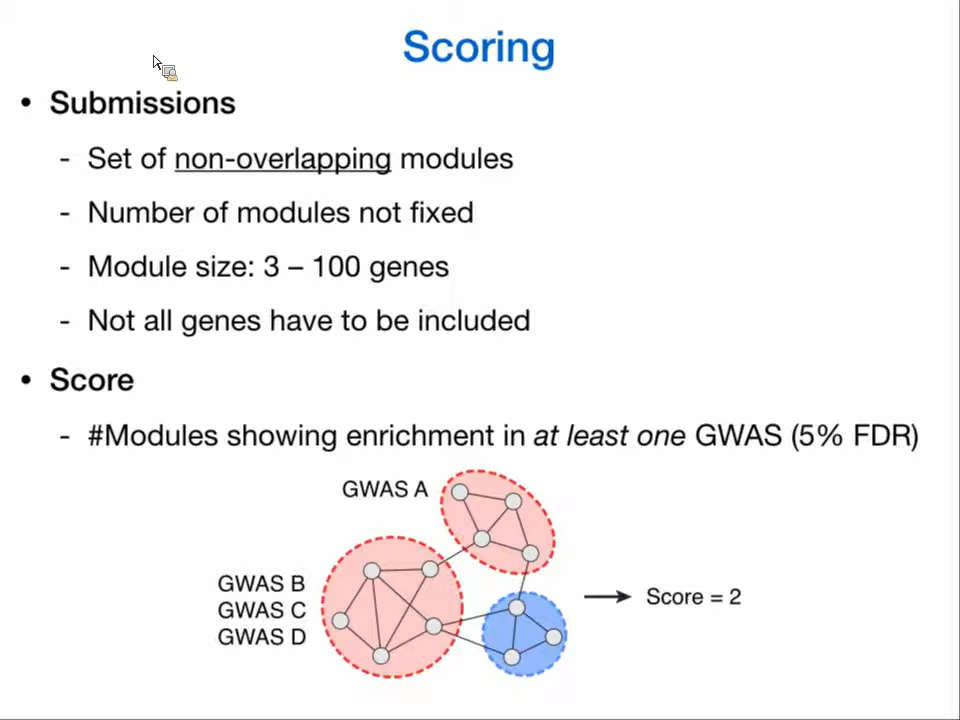 Scoring
• Submissions
- Set of non-overlapping modules
- Number of modules not fixed
- Module size: 3 – 100 genes
- Not all genes have to be included
• Score
- #Modules showing enrichment in at least one GWAS (5% FDR)
GWAS A
GWAS B
GWAS C
GWAS D
Score = 2